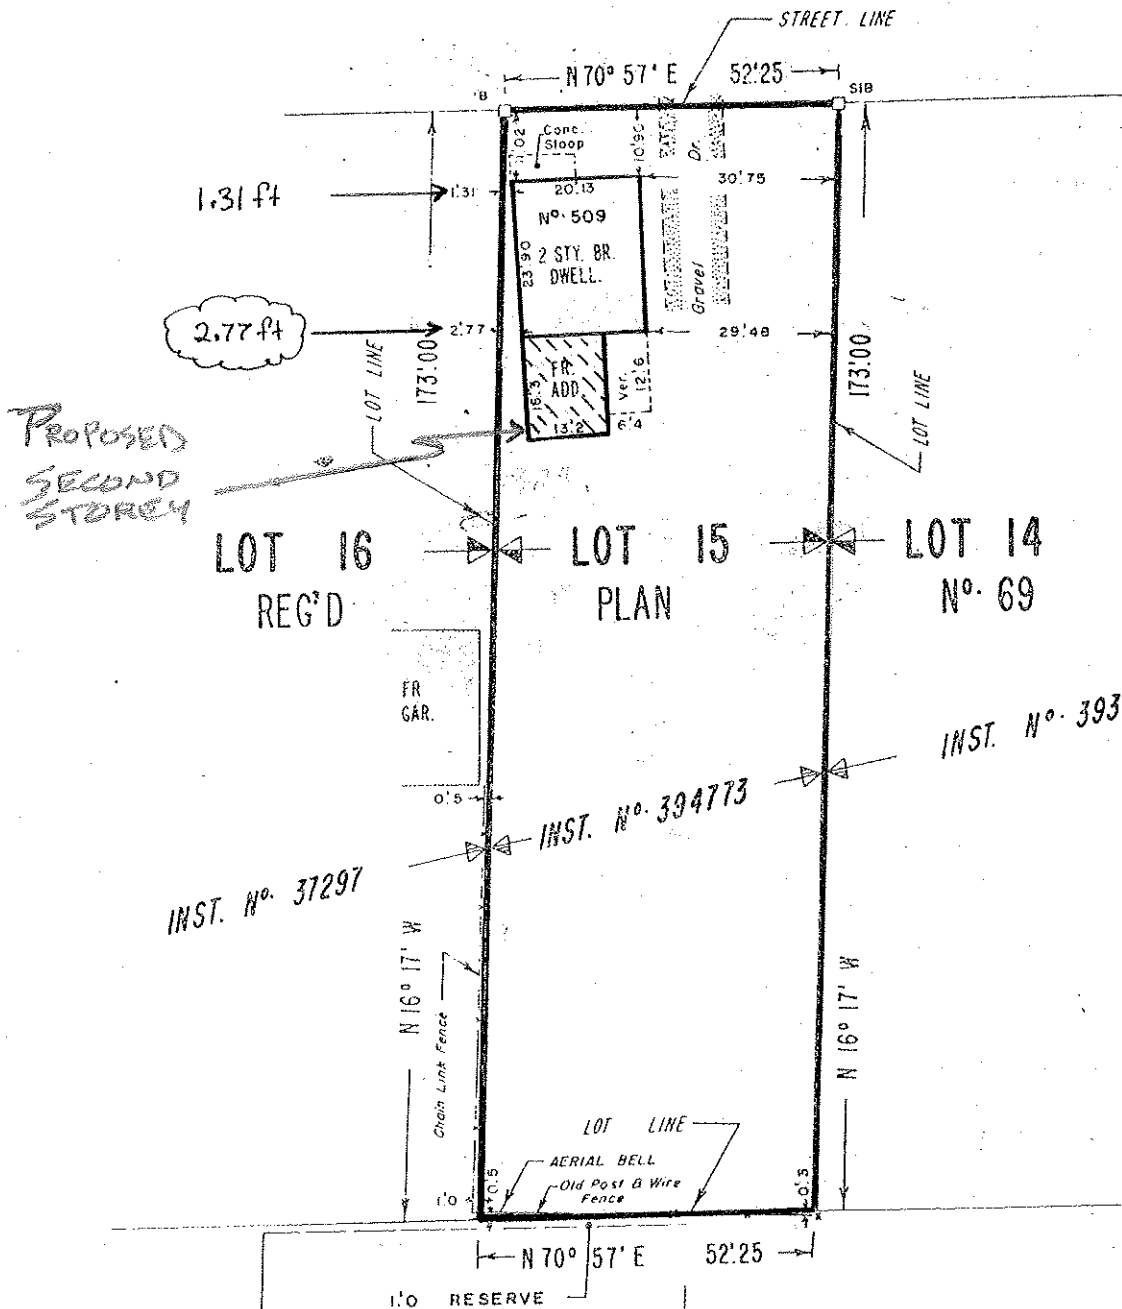 STREET LINE
N 70° 57' E 52'.25
'B
SIB
11'.02
Conc.
Stoop
10'.90
Dr.
1.31 ft
1'.31
20'.13
30'.75
Nº. 509
2 STY. BR.
DWELL.
23'.90
Gravel
2.77 ft
2'.77
29'.48
LOT LINE
173'.00
FR.
ADD.
15'.3
Ver.
12'.6
13'.2
6'.4
173'.00
LOT LINE
PROPOSED
SECOND
STOREY
LOT 16
LOT 15
LOT 14
REG'D
PLAN
Nº. 69
FR
GAR.
0'.5
INST. Nº. 37297
INST. Nº. 394773
INST. Nº. 393
N 16° 17' W
Chain Link Fence
N 16° 17' W
LOT LINE
AERIAL BELL
Old Post & Wire
Fence
1'.0
0'.5
0'.3
N 70° 57' E 52'.25
1'.0 RESERVE